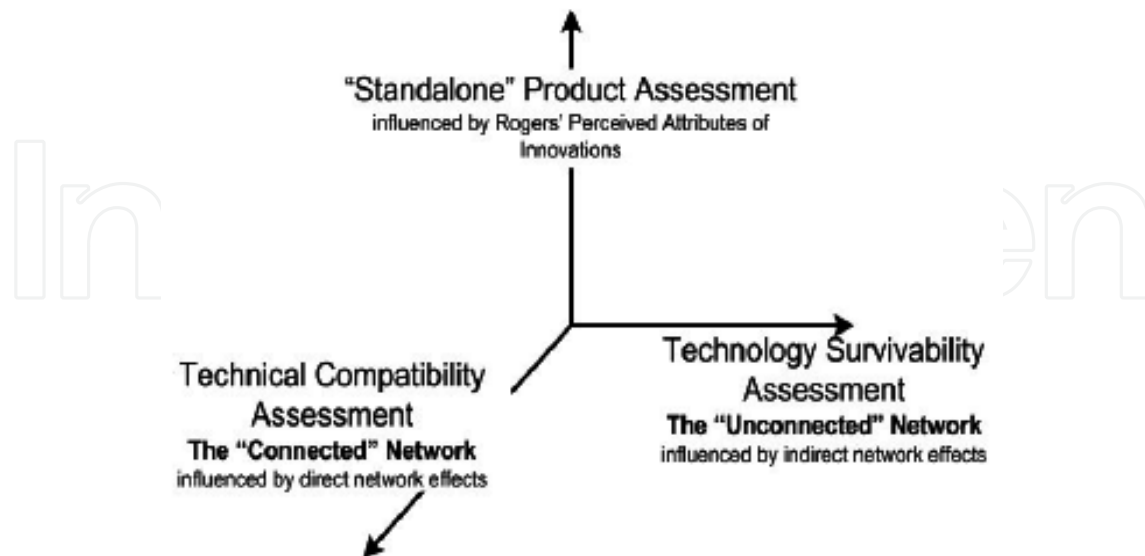 “Standalone” Product Assessment
influenced by Rogers’ Perceived Attributes of
Innovations
Technical Compatibility
Assessment
The “Connected” Network
influenced by direct network effects
Technology Survivability
Assessment
The “Unconnected” Network
influenced by indirect network effects